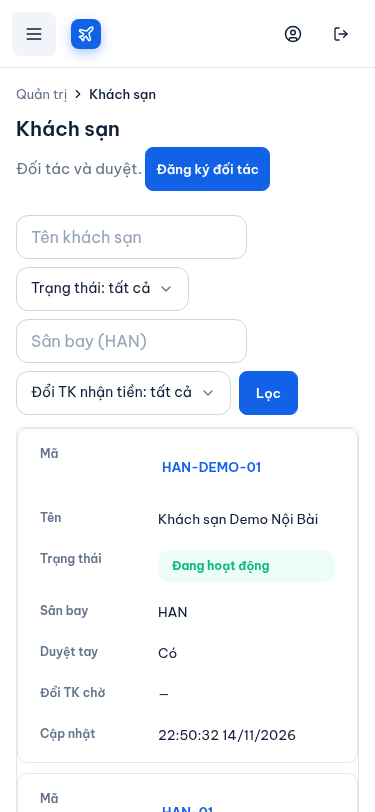 Quản trị > Khách sạn
Khách sạn
Đối tác và duyệt. Đăng ký đối tác
Tên khách sạn
Trạng thái: tất cả
Sân bay (HAN)
Đổi TK nhận tiền: tất cả Lọc
Mã HAN-DEMO-01
Tên Khách sạn Demo Nội Bài
Trạng thái Đang hoạt động
Sân bay HAN
Duyệt tay Có
Đổi TK chờ —
Cập nhật 22:50:32 14/11/2026
Mã HAN-01